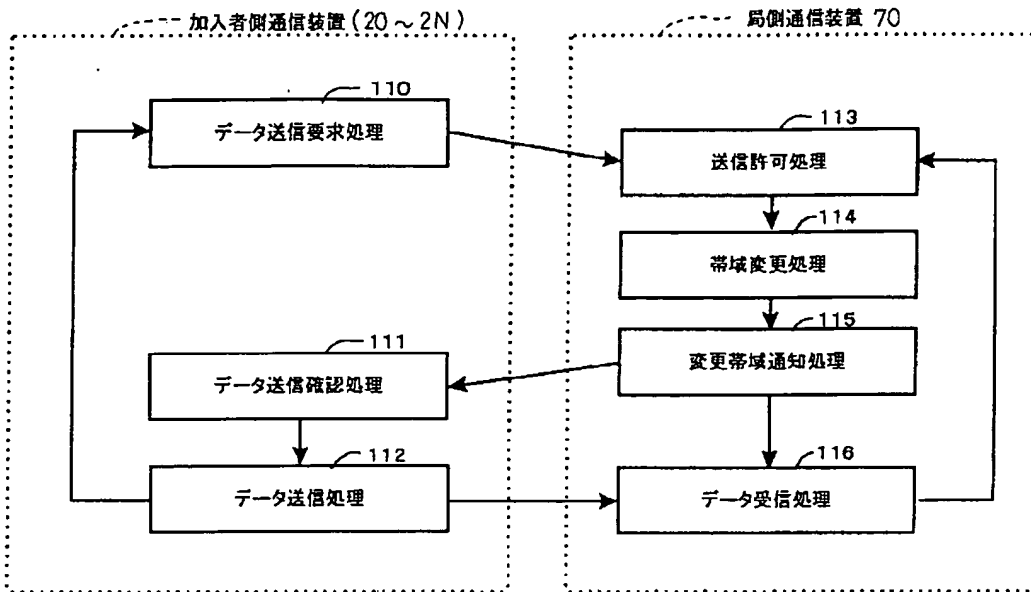 加入者側通信装置(20～2N)
局側通信装置 70
110
データ送信要求処理
113
送信許可処理
114
帯域変更処理
115
変更帯域通知処理
111
データ送信確認処理
112
データ送信処理
116
データ受信処理